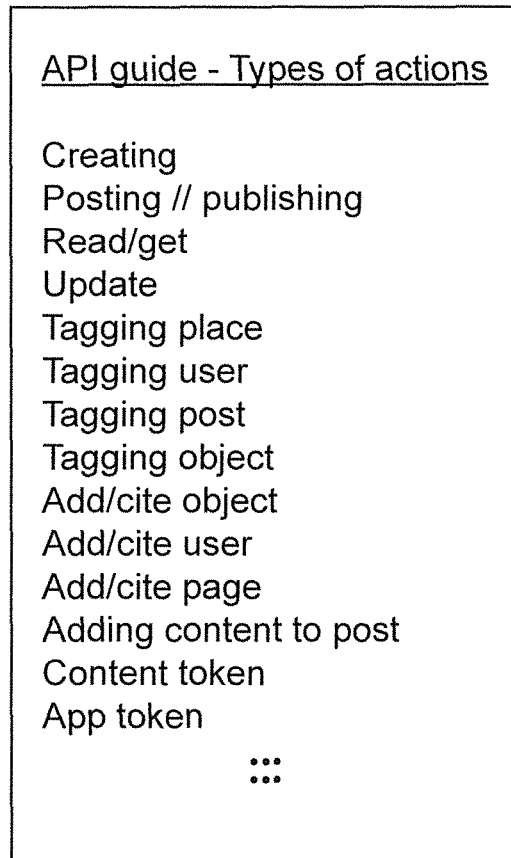 API guide - Types of actions
Creating
Posting // publishing
Read/get
Update
Tagging place
Tagging user
Tagging post
Tagging object
Add/cite object
Add/cite user
Add/cite page
Adding content to post
Content token
App token